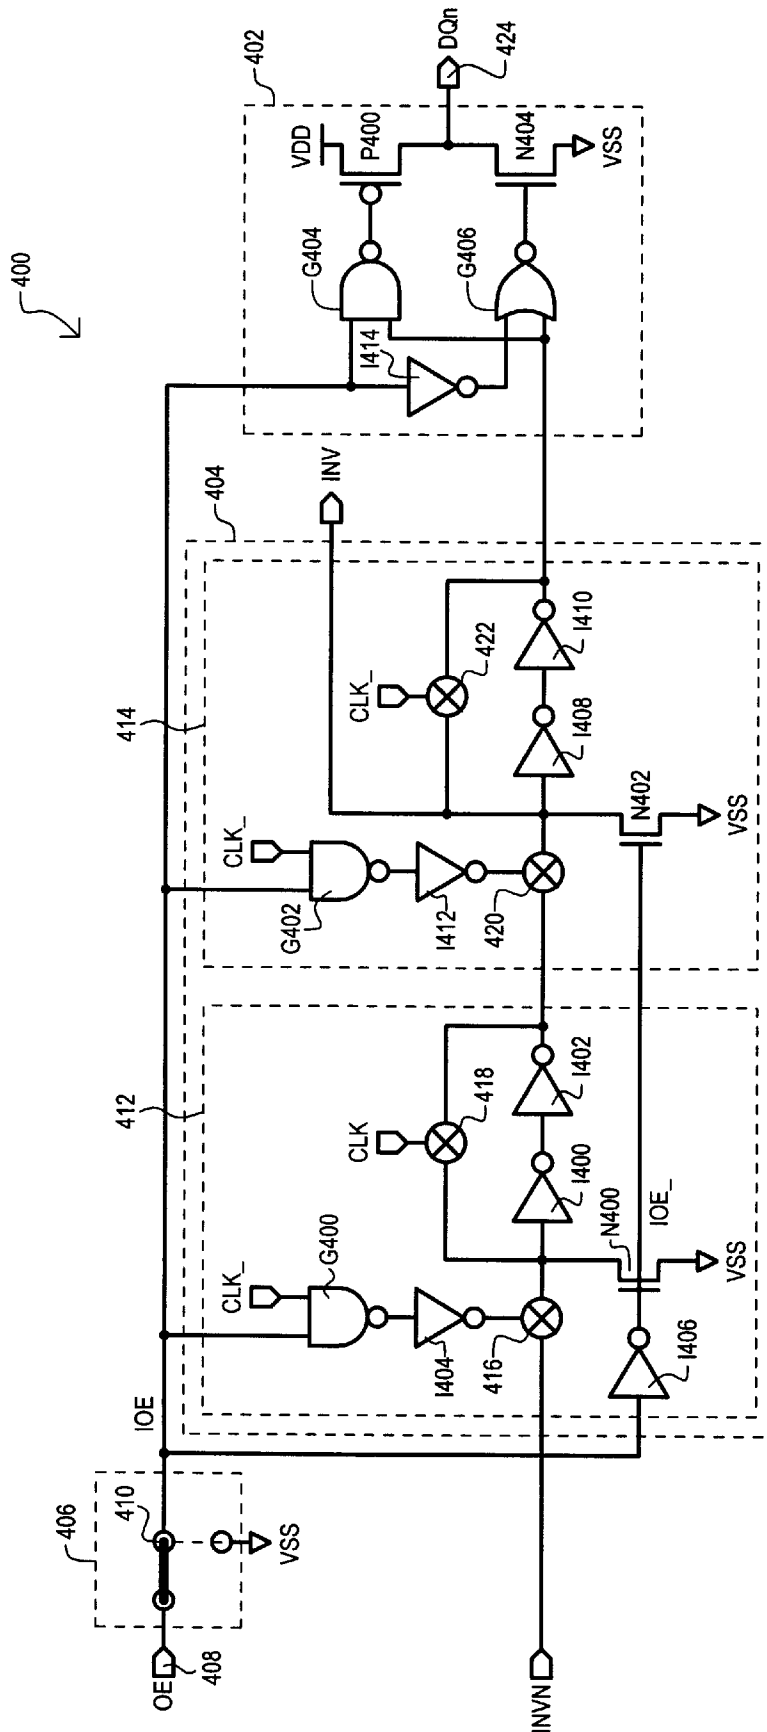 400
402
VDD
P400
DQn
424
N404
VSS
G404
G406
I414
INV
404
414
CLK_
422
I410
I408
CLK_
G402
I412
420
N402
VSS
412
CLK
418
I402
I400
CLK_
G400
I404
416
N400
IOE_
VSS
I406
IOE
406
410
VSS
OE
408
INVN